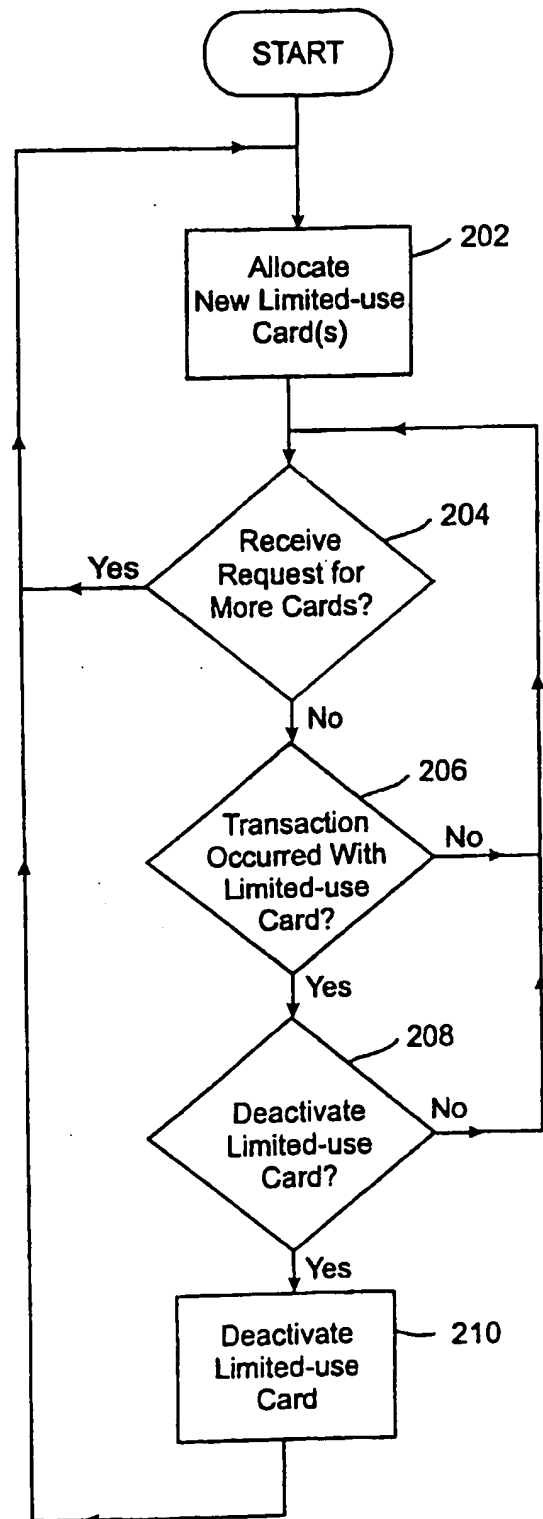 START
202
Allocate
New Limited-use
Card(s)
204
Receive
Request for
More Cards?
Yes
No
206
Transaction
Occurred With
Limited-use
Card?
No
Yes
208
Deactivate
Limited-use
Card?
No
Yes
Deactivate
Limited-use
Card
210